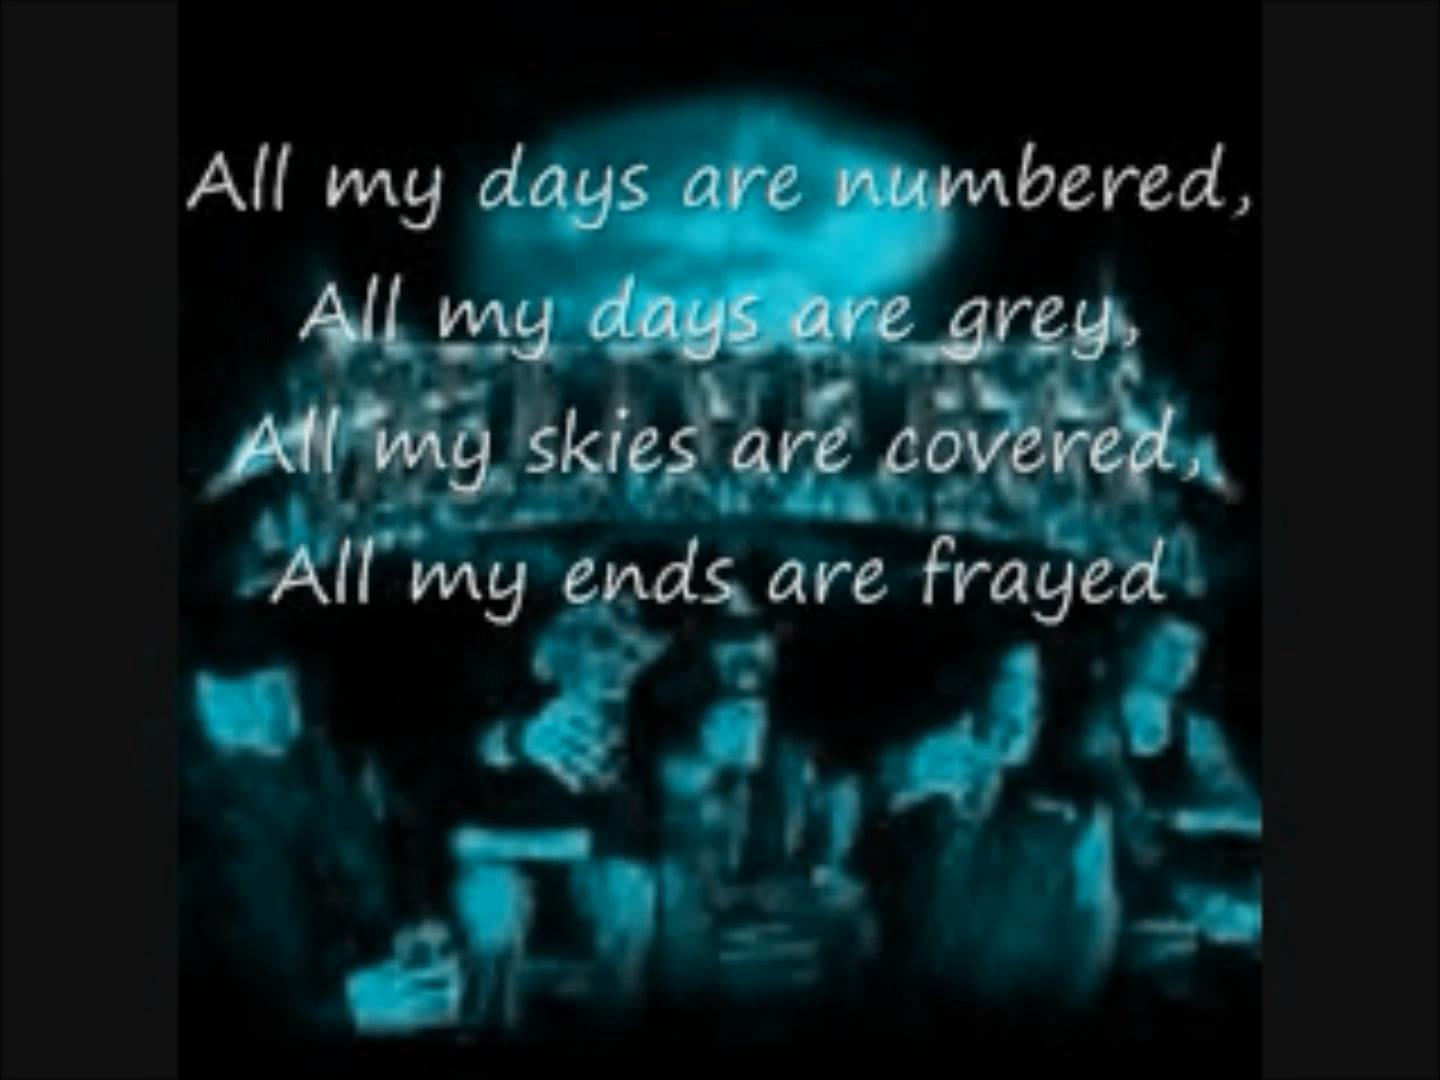 All my days are numbered,
All my days are grey,
All my skies are covered,
All my ends are frayed